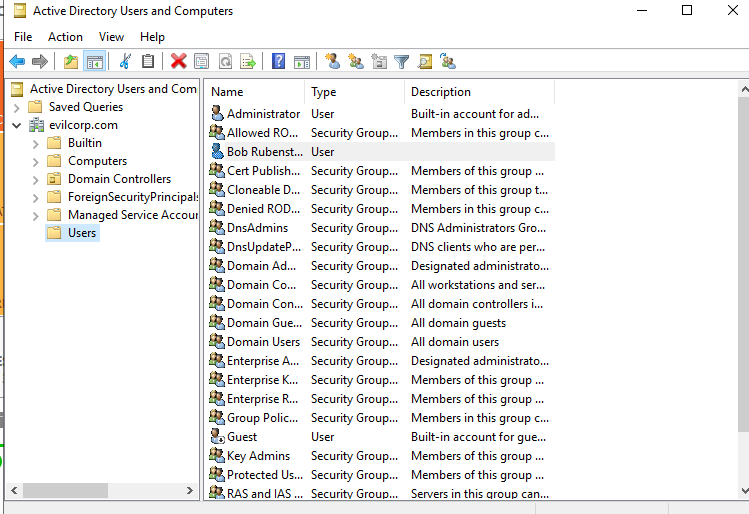 Active Directory Users and Computers
File Action View Help
Active Directory Users and Com
Saved Queries
evilcorp.com
Builtin
Computers
Domain Controllers
ForeignSecurityPrincipals
Managed Service Accour
Users
Name Type Description
Administrator User Built-in account for ad...
Allowed RO... Security Group... Members in this group c...
Bob Rubenst... User
Cert Publish... Security Group... Members of this group ...
Cloneable D... Security Group... Members of this group t...
Denied ROD... Security Group... Members in this group c...
DnsAdmins Security Group... DNS Administrators Gro...
DnsUpdateP... Security Group... DNS clients who are per...
Domain Ad... Security Group... Designated administrato...
Domain Co... Security Group... All workstations and ser...
Domain Con... Security Group... All domain controllers i...
Domain Gue... Security Group... All domain guests
Domain Users Security Group... All domain users
Enterprise A... Security Group... Designated administrato...
Enterprise K... Security Group... Members of this group ...
Enterprise R... Security Group... Members of this group ...
Group Polic... Security Group... Members in this group c...
Guest User Built-in account for gue...
Key Admins Security Group... Members of this group ...
Protected Us... Security Group... Members of this group ...
RAS and IAS ... Security Group... Servers in this group can...